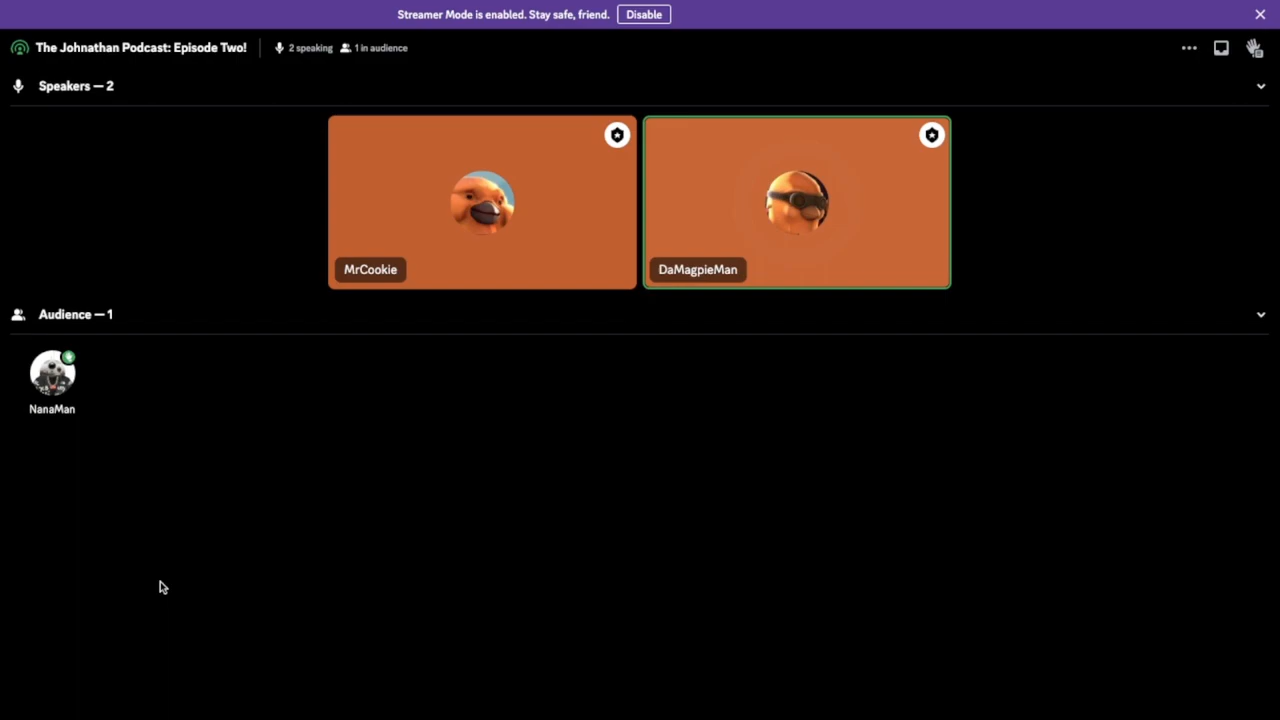 Streamer Mode is enabled. Stay safe, friend. Disable
The Johnathan Podcast: Episode Two! 2 speaking 1 in audience
Speakers — 2
MrCookie
DaMagpieMan
Audience — 1
NanaMan